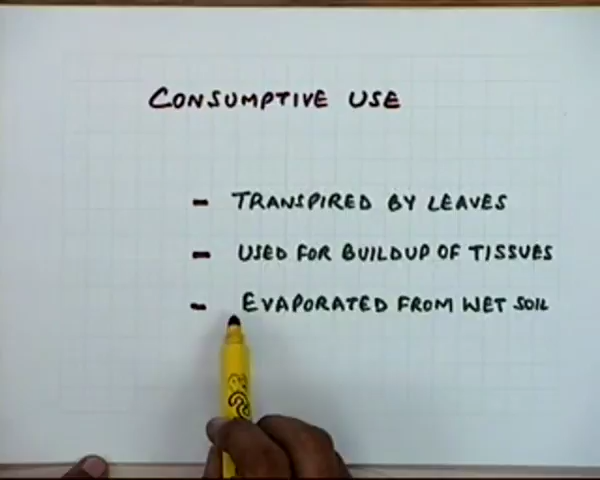 CONSUMPTIVE USE
- TRANSPIRED BY LEAVES
- USED FOR BUILDUP OF TISSUES
- EVAPORATED FROM WET SOIL